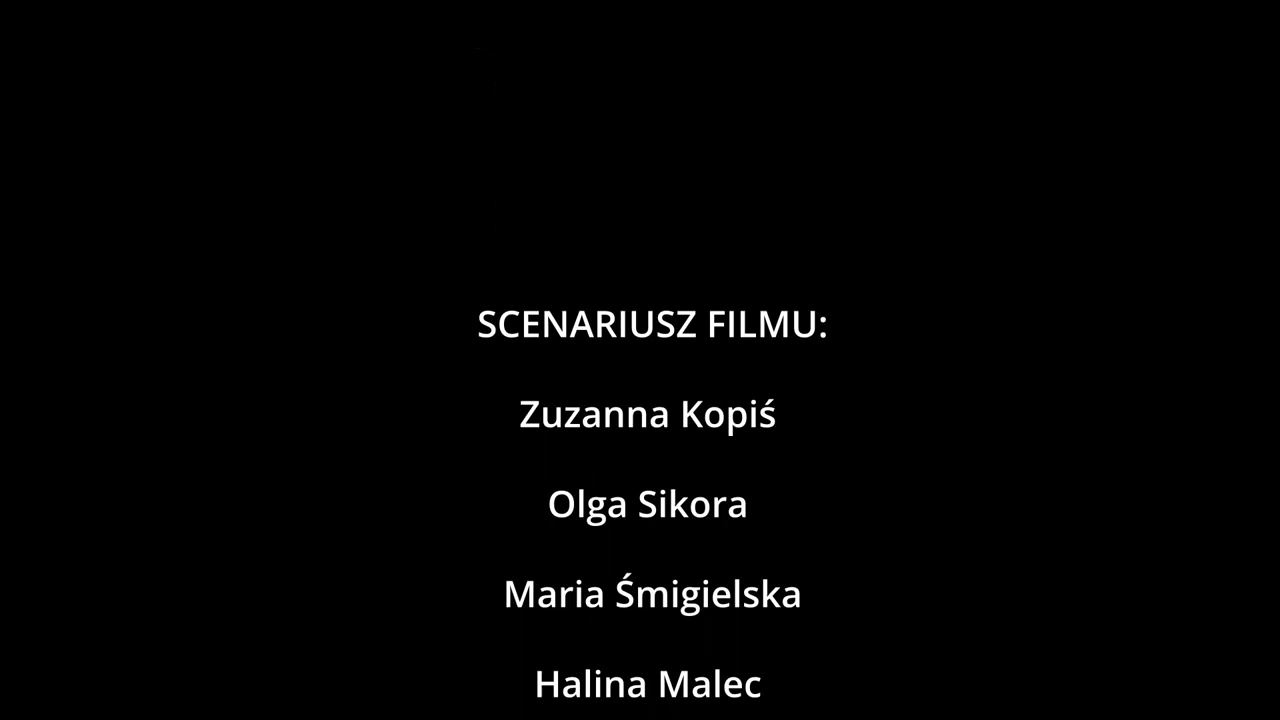 SCENARIUSZ FILMU:
Zuzanna Kopiś
Olga Sikora
Maria Śmigielska
Halina Malec